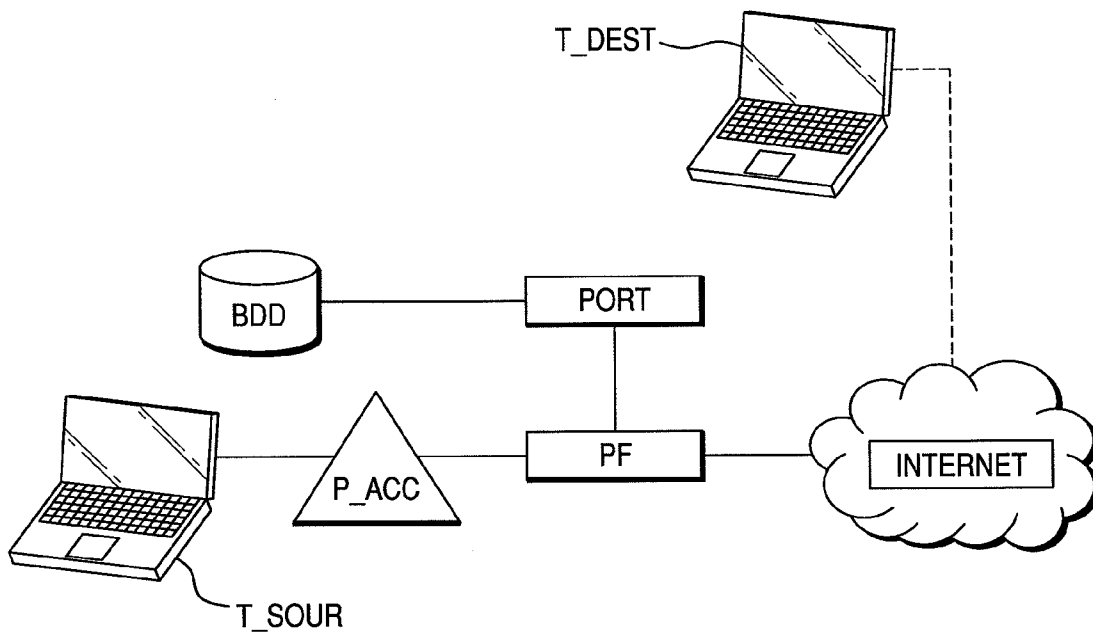 T_DEST
BDD
PORT
P_ACC
PF
INTERNET
T_SOUR